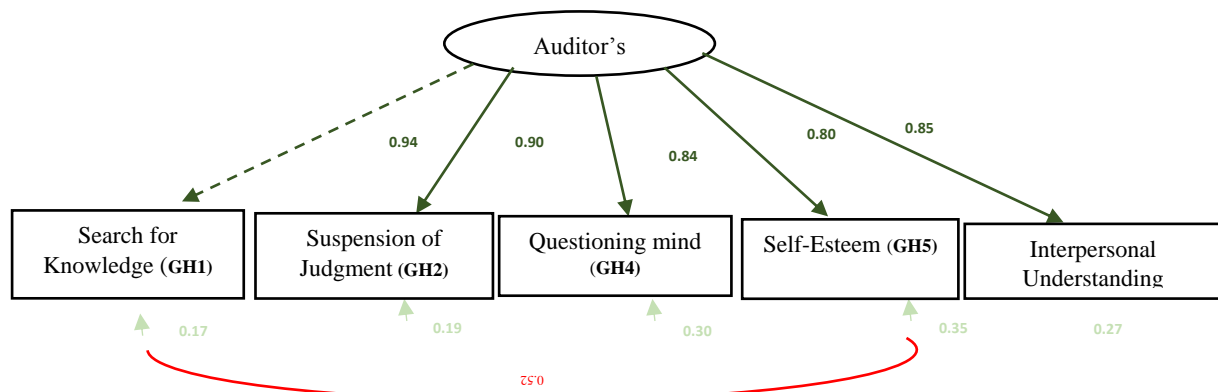 Auditor’s
0.94
0.90
0.84
0.80
0.85
Search for
Knowledge (GH1)
Suspension of
Judgment (GH2)
Questioning mind
(GH4)
Self-Esteem (GH5)
Interpersonal
Understanding
0.17
0.19
0.30
0.35
0.27
0.52